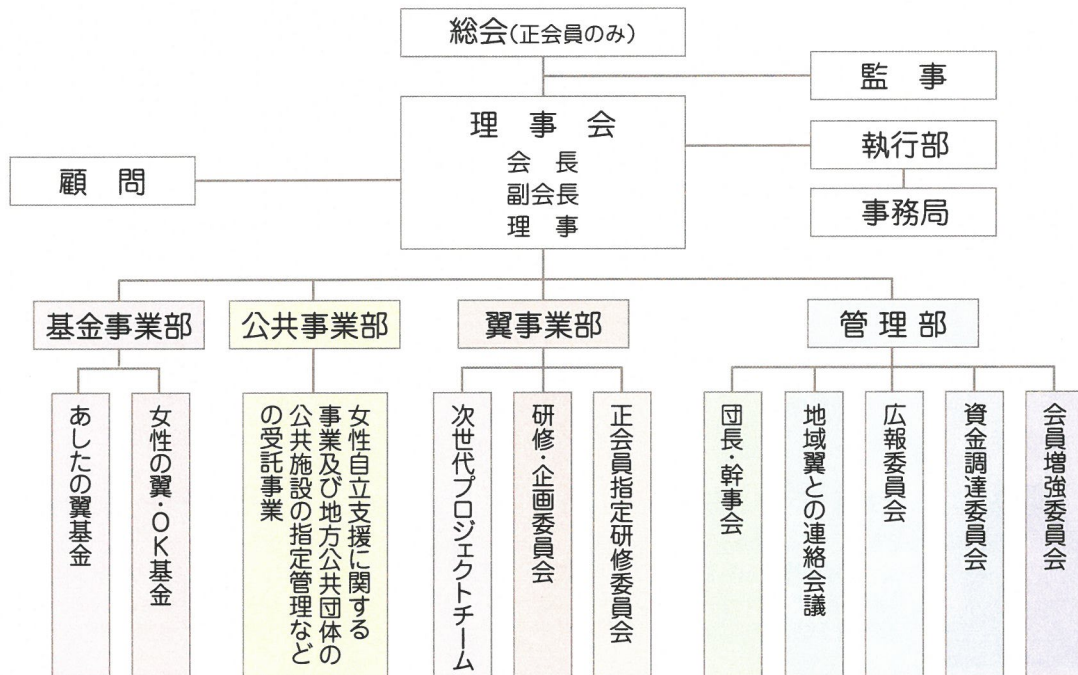 総会(正会員のみ)
監　事
理　事　会
会　長
副会長
理　事
執行部
事務局
顧　問
基金事業部
公共事業部
翼事業部
管理部
あしたの翼基金
女性の翼・OK基金
女性自立支援に関する
事業及び地方公共団体の
公共施設の指定管理など
の受託事業
次世代プロジェクトチーム
研修・企画委員会
正会員指定研修委員会
団長・幹事会
地域翼との連絡会議
広報委員会
資金調達委員会
会員増強委員会